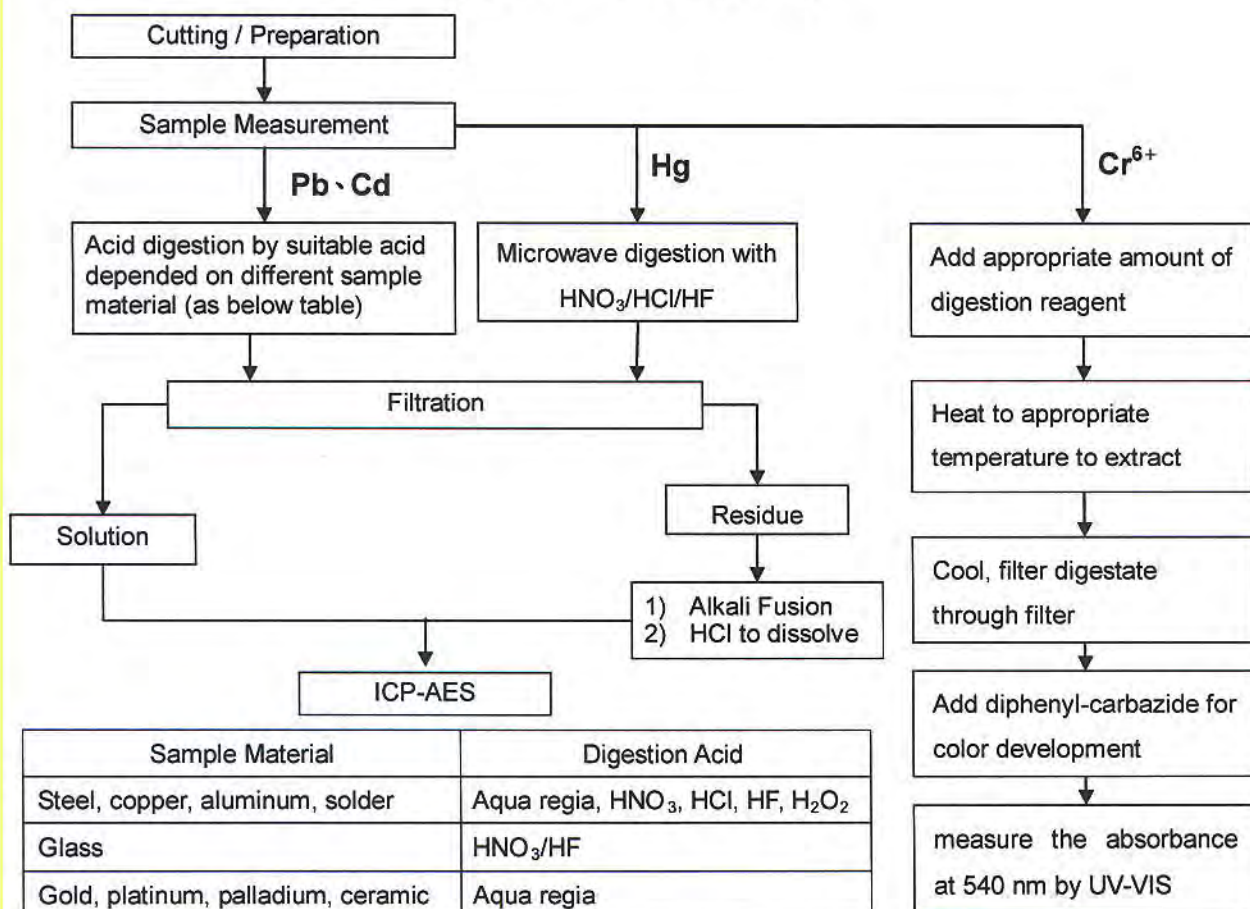 Cutting / Preparation
Sample Measurement
Pb、Cd
Hg
Cr⁶⁺
Acid digestion by suitable acid
depended on different sample
material (as below table)
Microwave digestion with
HNO₃/HCl/HF
Add appropriate amount of
digestion reagent
Filtration
Heat to appropriate
temperature to extract
Solution
Residue
1) Alkali Fusion
2) HCl to dissolve
Cool, filter digestate
through filter
ICP-AES
Add diphenyl-carbazide for
color development
measure the absorbance
at 540 nm by UV-VIS
Sample Material Digestion Acid
Steel, copper, aluminum, solder Aqua regia, HNO₃, HCl, HF, H₂O₂
Glass HNO₃/HF
Gold, platinum, palladium, ceramic Aqua regia